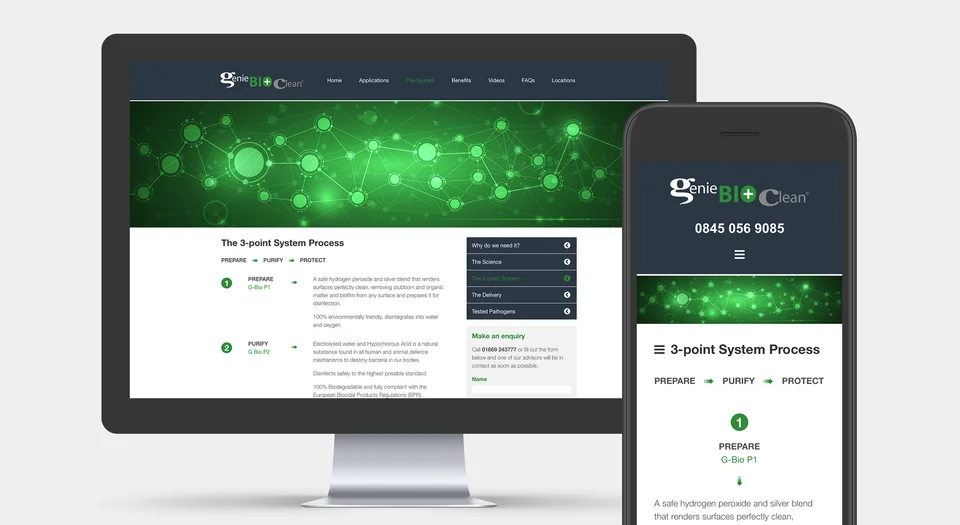 genie BIO Clean®
Home Applications The System Benefits Videos FAQs Locations
The 3-point System Process
PREPARE PURIFY PROTECT
1
PREPARE
G-Bio P1
A safe hydrogen peroxide and silver blend that renders
surfaces perfectly clean, removing stubborn and organic
matter and biofilm from any surface and prepares it for
disinfection.
100% environmentally friendly, disintegrates into water
and oxygen.
2
PURIFY
G Bio P2
Electrolysed water and Hypochlorous Acid is a natural
substance found in all human and animal defence
mechanisms to destroy bacteria in our bodies.
Disinfects safely to the highest possible standard.
100% Biodegradable and fully compliant with the
European Biocidal Products Regulations (BPR).
Why do we need it?
The Science
The 3-point System
The Delivery
Tested Pathogens
Make an enquiry
Call 01869 243777 or fill out the form
below and one of our advisors will be in
contact as soon as possible.
Name
genie BIO Clean®
0845 056 9085
3-point System Process
PREPARE PURIFY PROTECT
1
PREPARE
G-Bio P1
A safe hydrogen peroxide and silver blend
that renders surfaces perfectly clean,